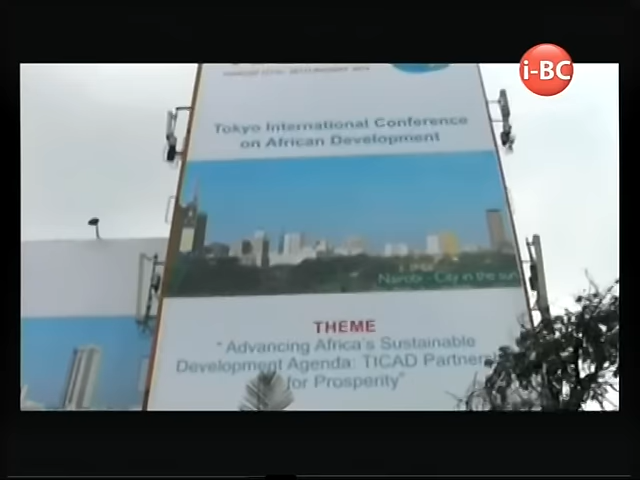 i-BC
Tokyo International Conference
on African Development
Nairobi - City in the sun
THEME
"Advancing Africa's Sustainable
Development Agenda: TICAD Partner
for Prosperity"